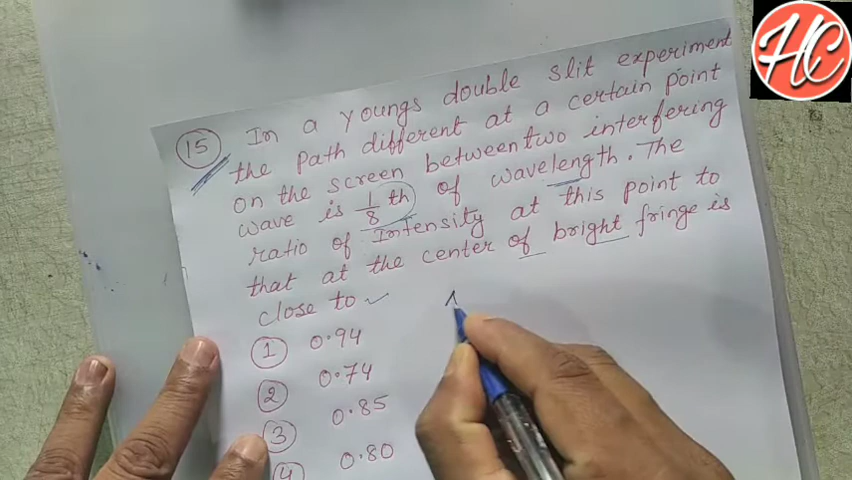 HC
15 In a Youngs double slit experiment
the path different at a certain point
on the screen between two interfering
wave is 1/8 th of wavelength. The
ratio of Intensity at this point to
that at the center of bright fringe is
close to
1 0.94
2 0.74
3 0.85
4 0.80